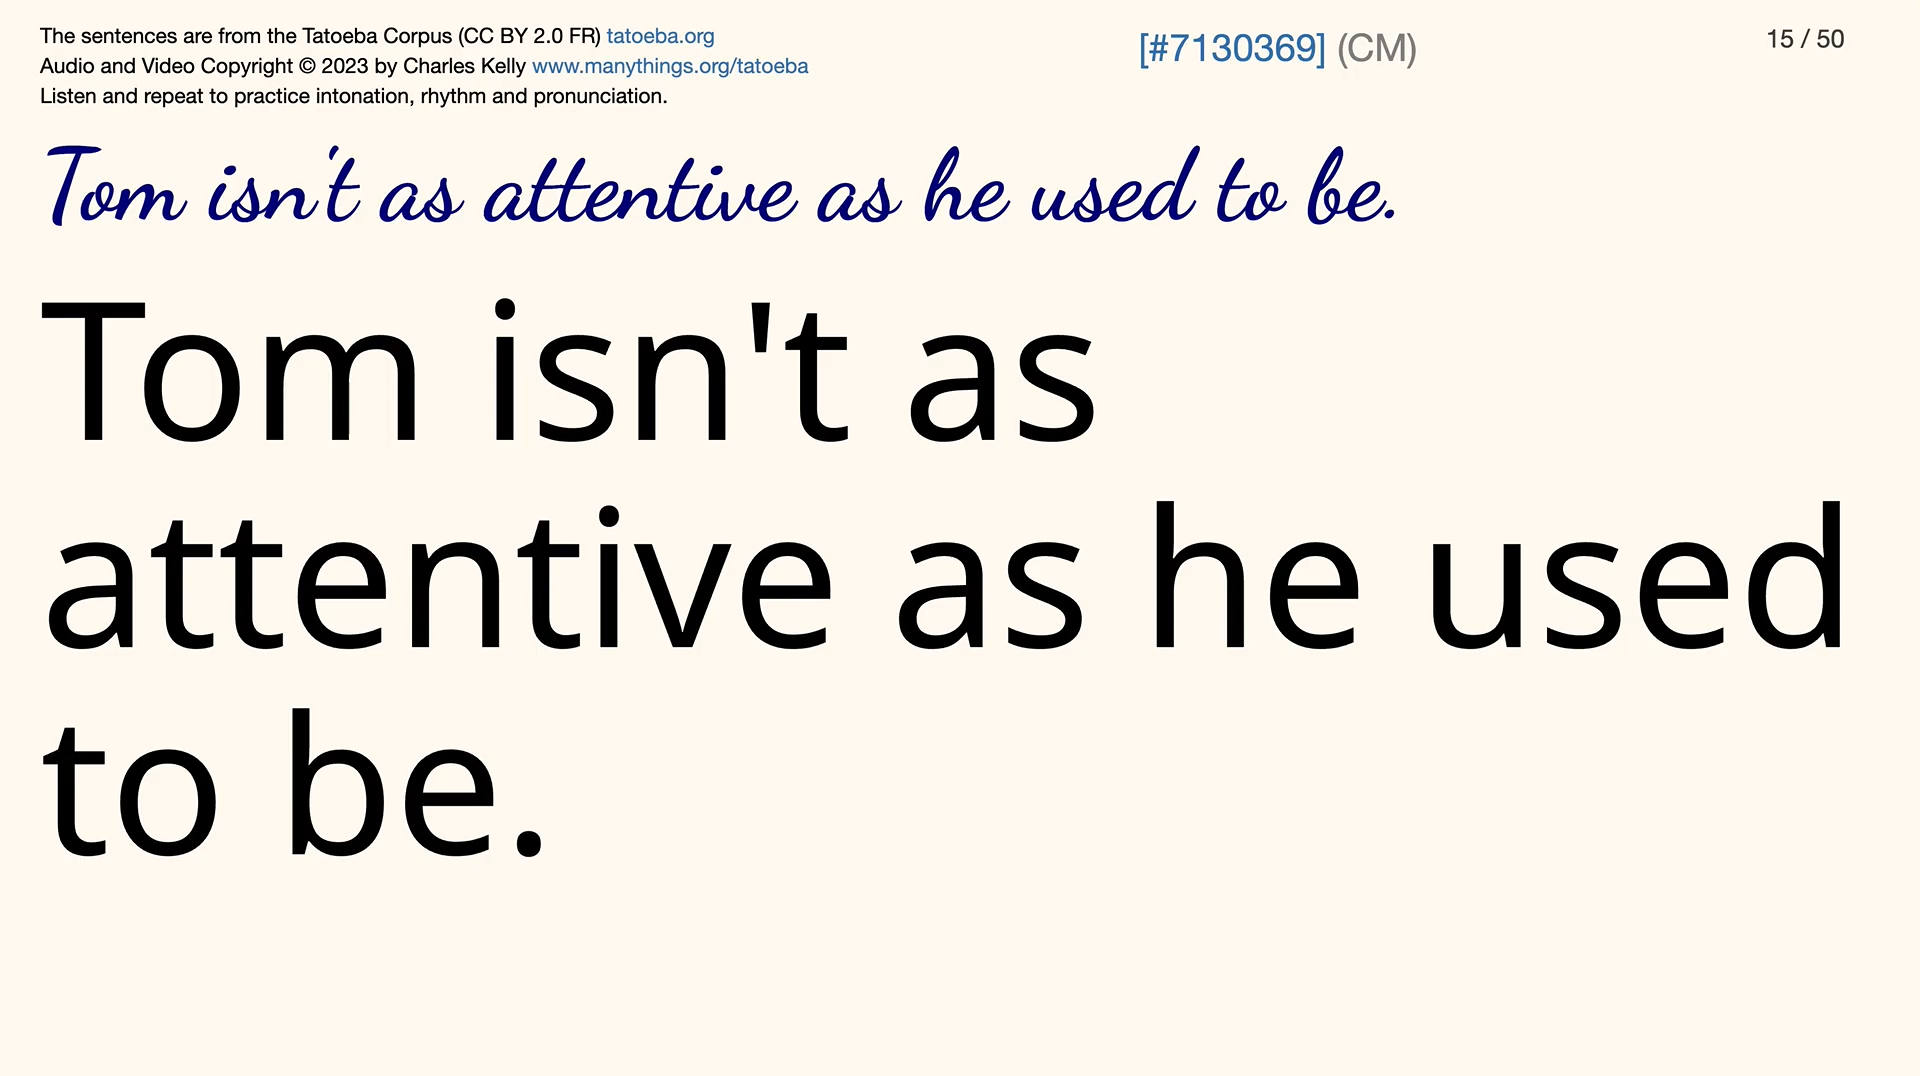 The sentences are from the Tatoeba Corpus (CC BY 2.0 FR) tatoeba.org
Audio and Video Copyright © 2023 by Charles Kelly www.manythings.org/tatoeba
Listen and repeat to practice intonation, rhythm and pronunciation.
[#7130369] (CM)
15 / 50
Tom isn't as attentive as he used to be.
Tom isn't as
attentive as he used
to be.